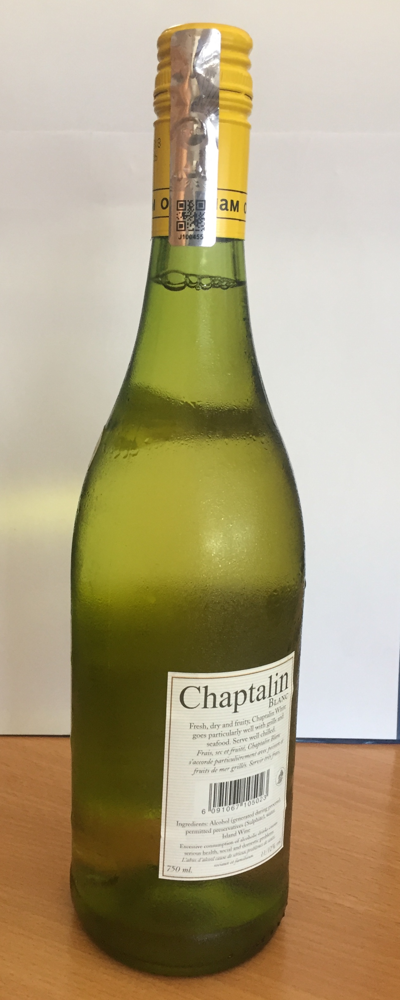 3
M O
aM O
J100455
Chaptalin
BLANC
Fresh, dry and fruity, Chaptalin White
goes particularly well with grills and
seafood. Serve well chilled.
Frais, sec et fruité, Chaptalin Blanc
s'accorde particulièrement avec poisson et
fruits de mer grillés. Servir très frais.
6 091067 105023
Ingredients: Alcohol (generated during process),
permitted preservatives (Sulphite), water.
Island Wine
Excessive consumption of alcoholic drinks causes
serious health, social and domestic problems.
L'abus d'alcool cause de sérieux problèmes de santé,
sociaux et familiaux.
11/12% vol.
750 ml.